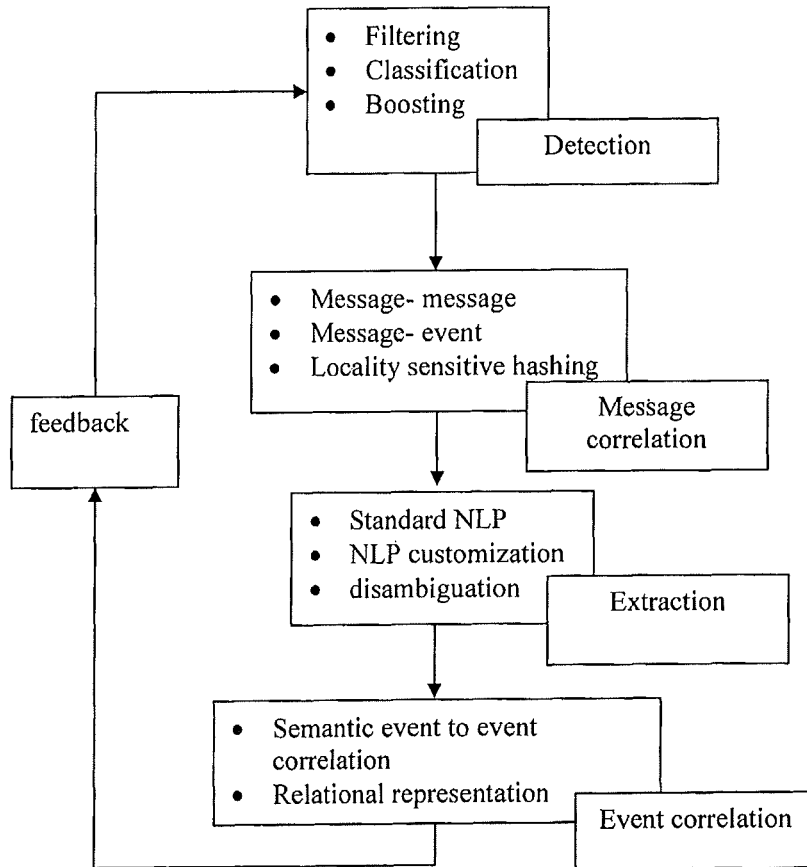 • Filtering
• Classification
• Boosting
Detection
• Message- message
• Message- event
• Locality sensitive hashing
Message
correlation
feedback
• Standard NLP
• NLP customization
• disambiguation
Extraction
• Semantic event to event
correlation
• Relational representation
Event correlation